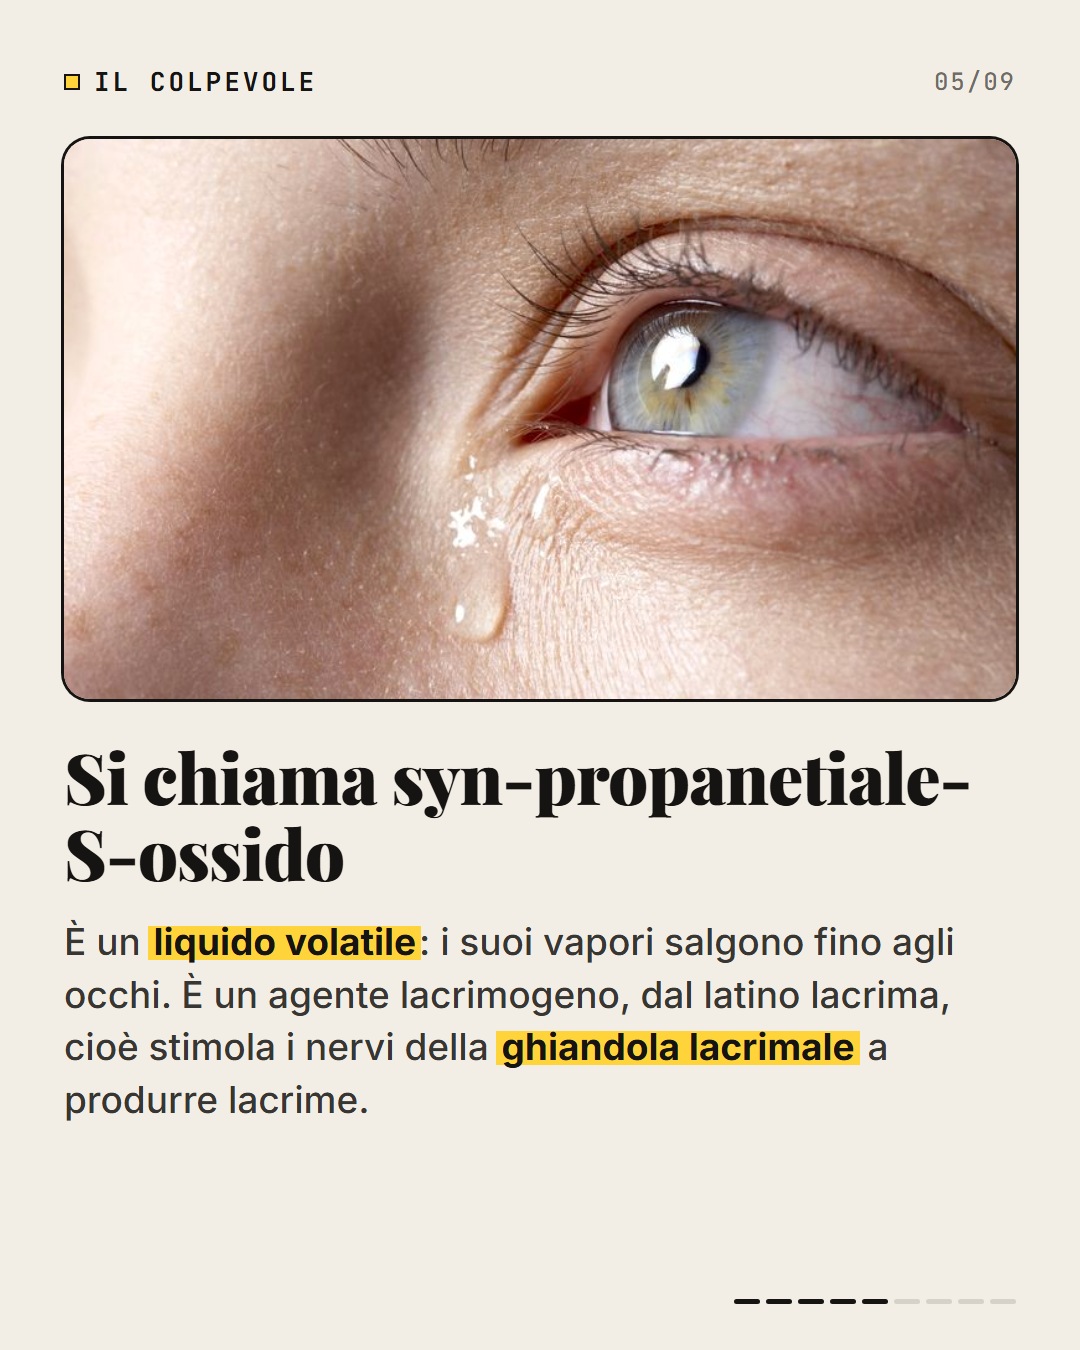 IL COLPEVOLE
05/09
Si chiama syn-propanetiale-
S-ossido
È un liquido volatile: i suoi vapori salgono fino agli
occhi. È un agente lacrimogeno, dal latino lacrima,
cioè stimola i nervi della ghiandola lacrimale a
produrre lacrime.